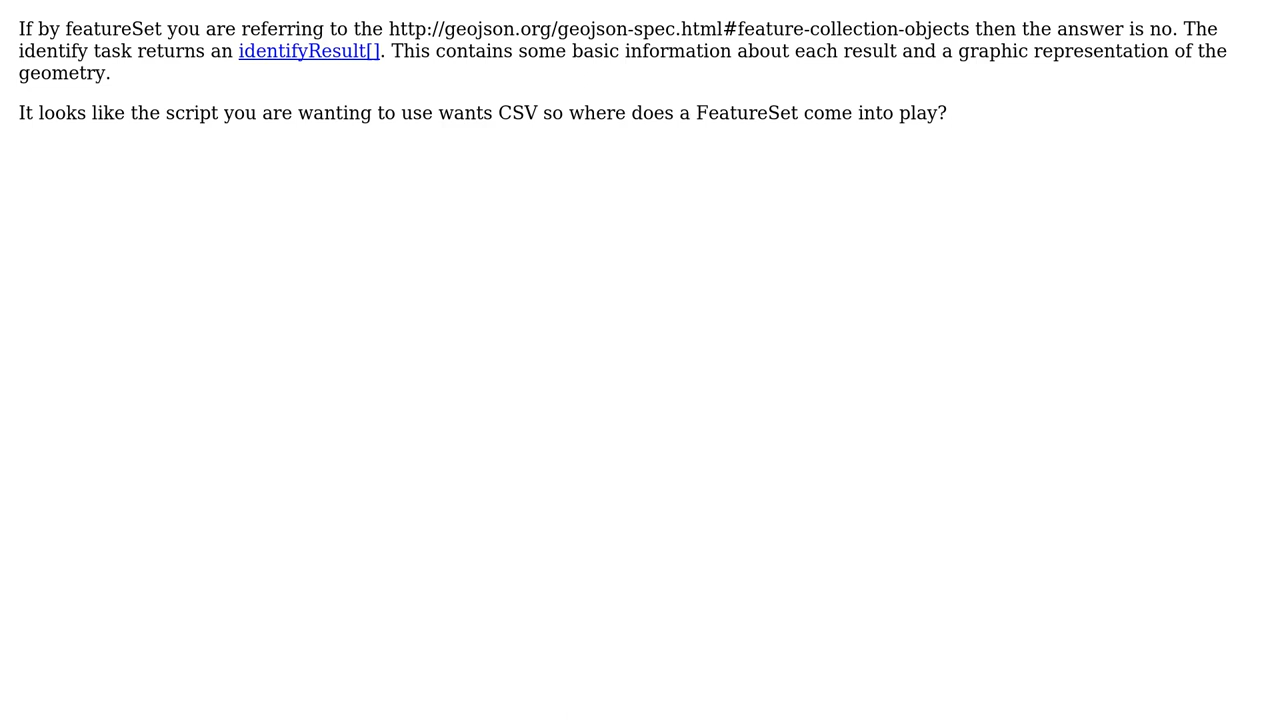 If by featureSet you are referring to the http://geojson.org/geojson-spec.html#feature-collection-objects then the answer is no. The
identify task returns an identifyResult[]. This contains some basic information about each result and a graphic representation of the
geometry.
It looks like the script you are wanting to use wants CSV so where does a FeatureSet come into play?